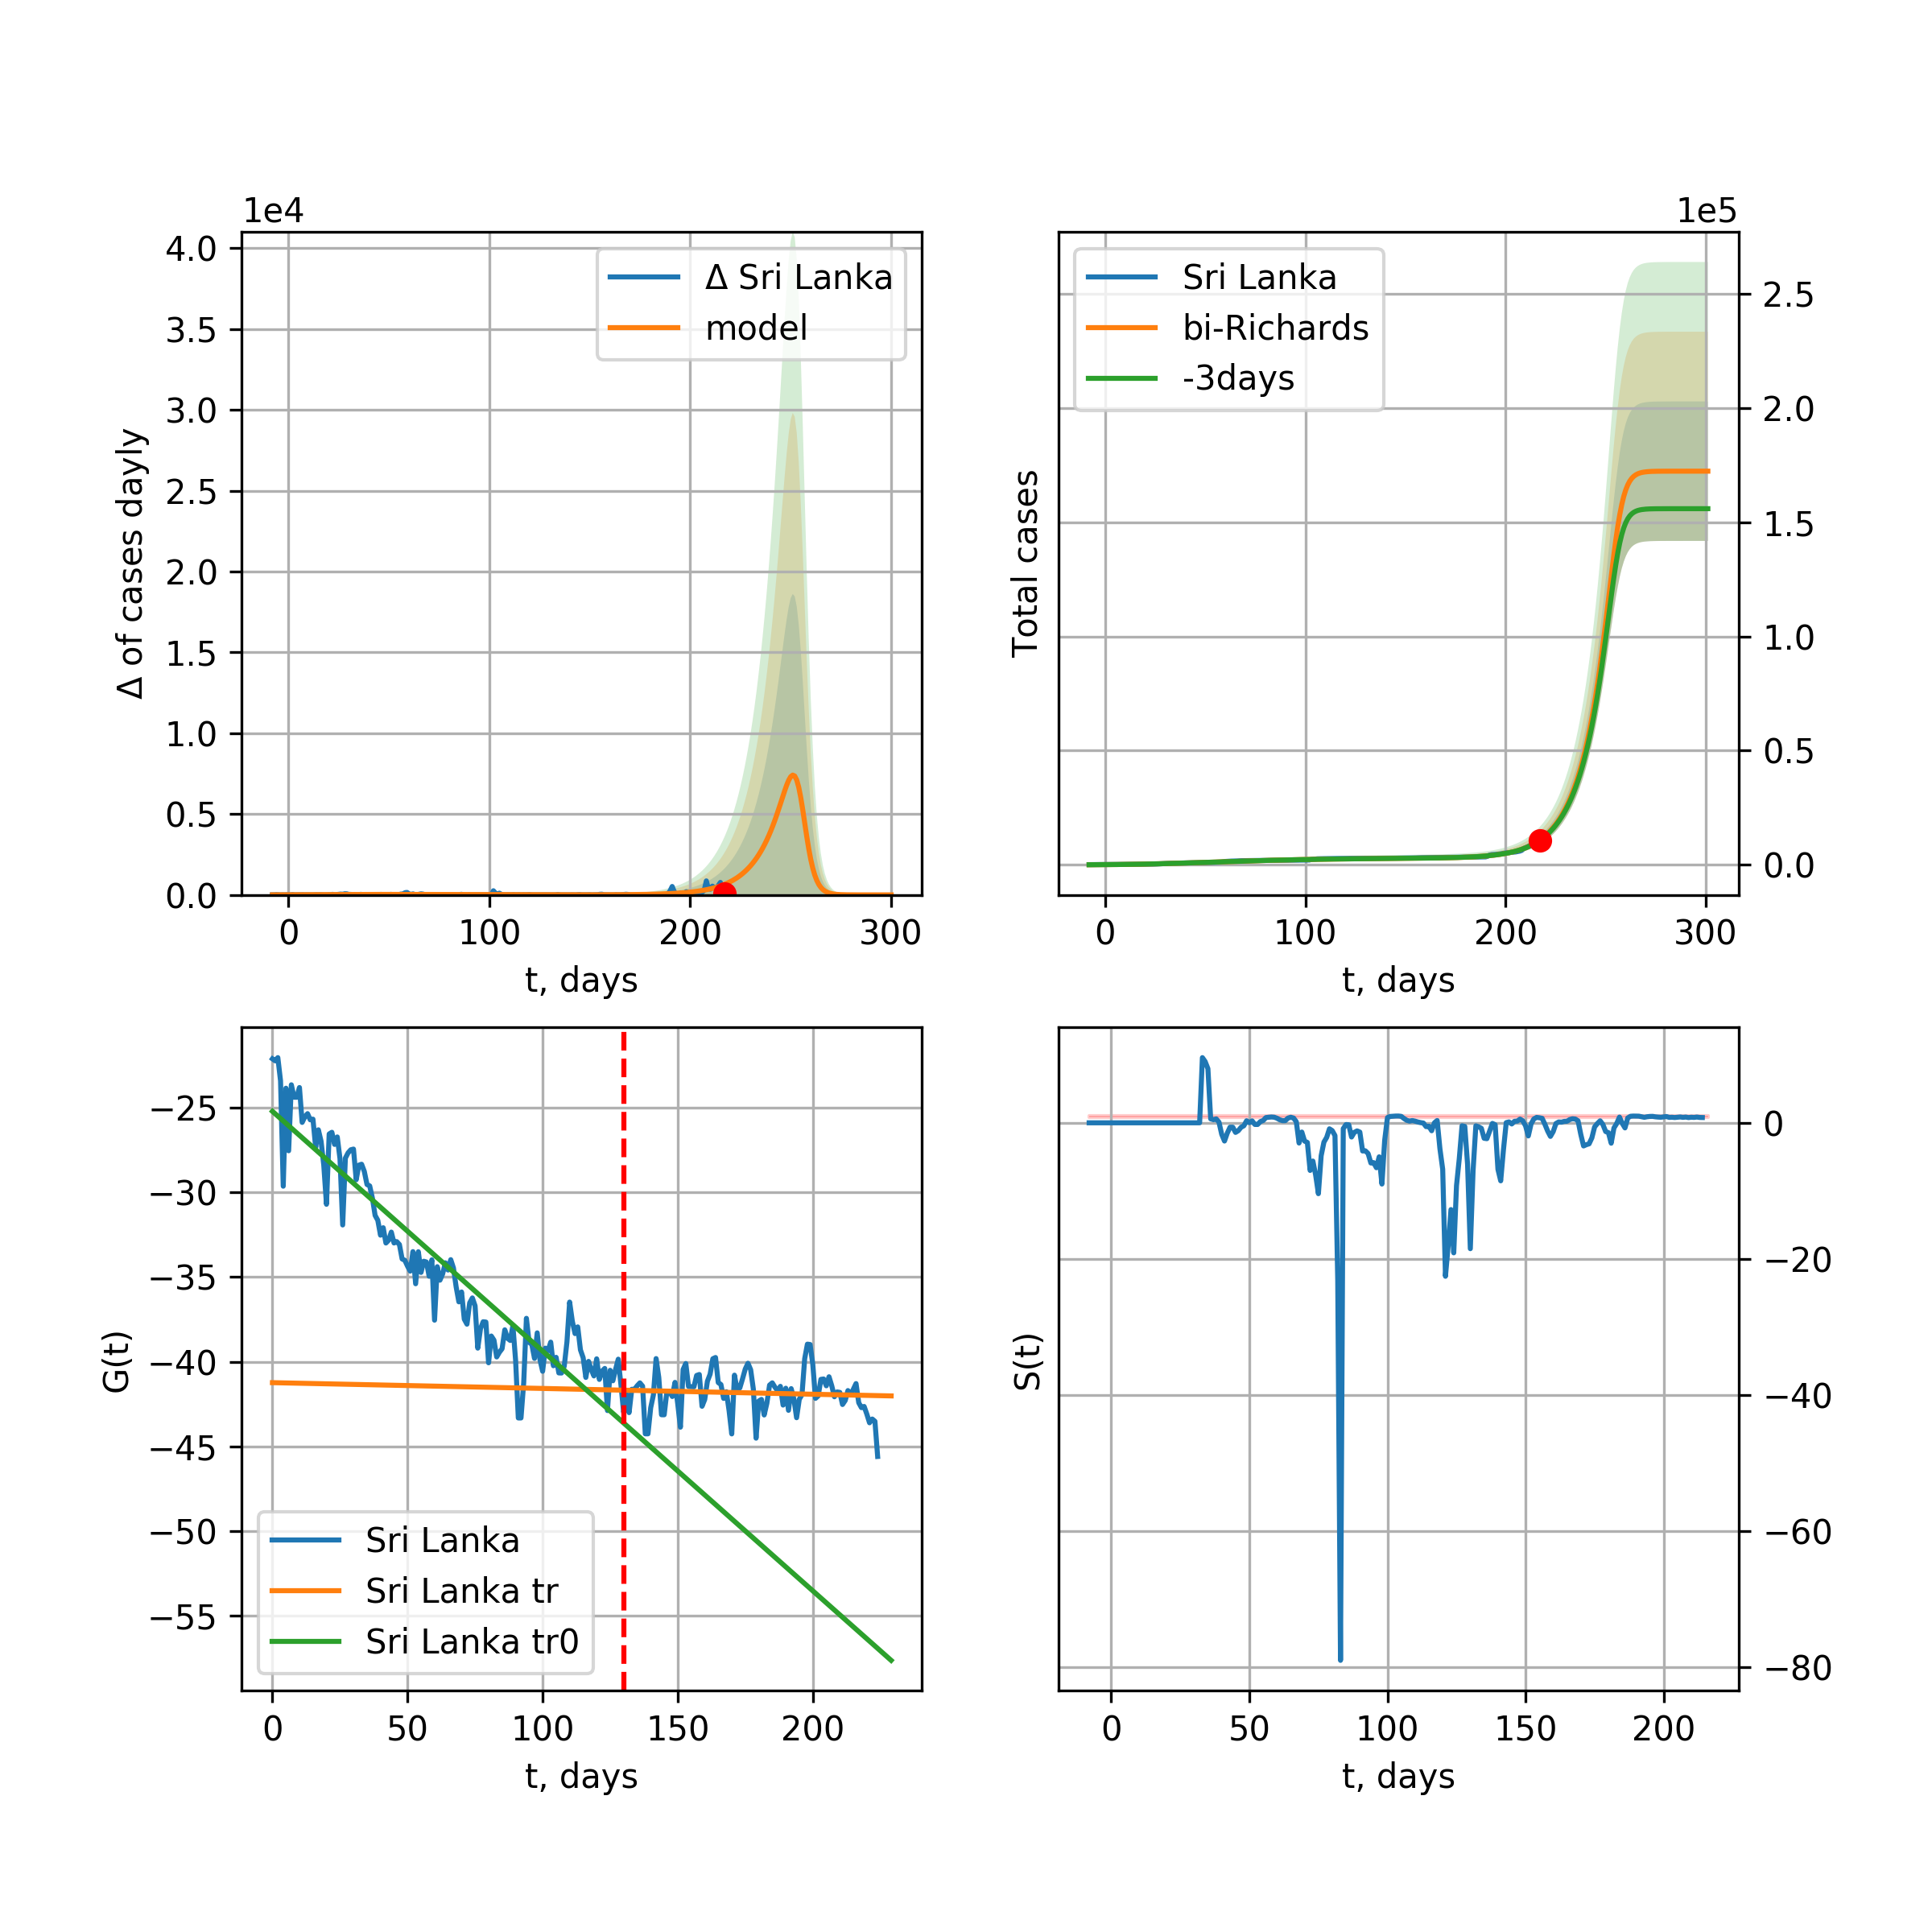 1e4
4.0
3.5
3.0
2.5
2.0
1.5
1.0
0.5
0.0
Δ of cases dayly
Δ Sri Lanka
model
0 100 200 300
t, days
1e5
Sri Lanka
bi-Richards
-3days
Total cases
2.5
2.0
1.5
1.0
0.5
0.0
0 100 200 300
t, days
G(t)
−25
−30
−35
−40
−45
−50
−55
Sri Lanka
Sri Lanka tr
Sri Lanka tr0
0 50 100 150 200
t, days
S(t)
0
−20
−40
−60
−80
0 50 100 150 200
t, days